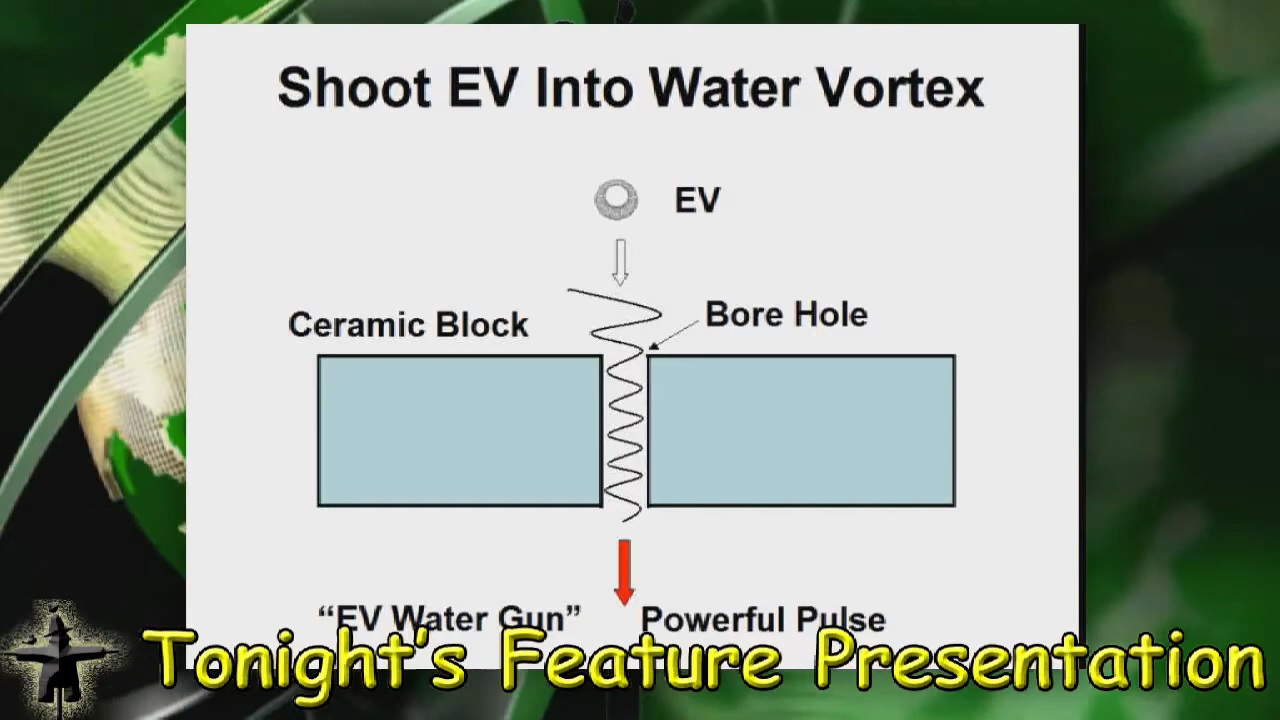 Shoot EV Into Water Vortex
EV
Bore Hole
Ceramic Block
“EV Water Gun” Powerful Pulse
Tonight's Feature Presentation